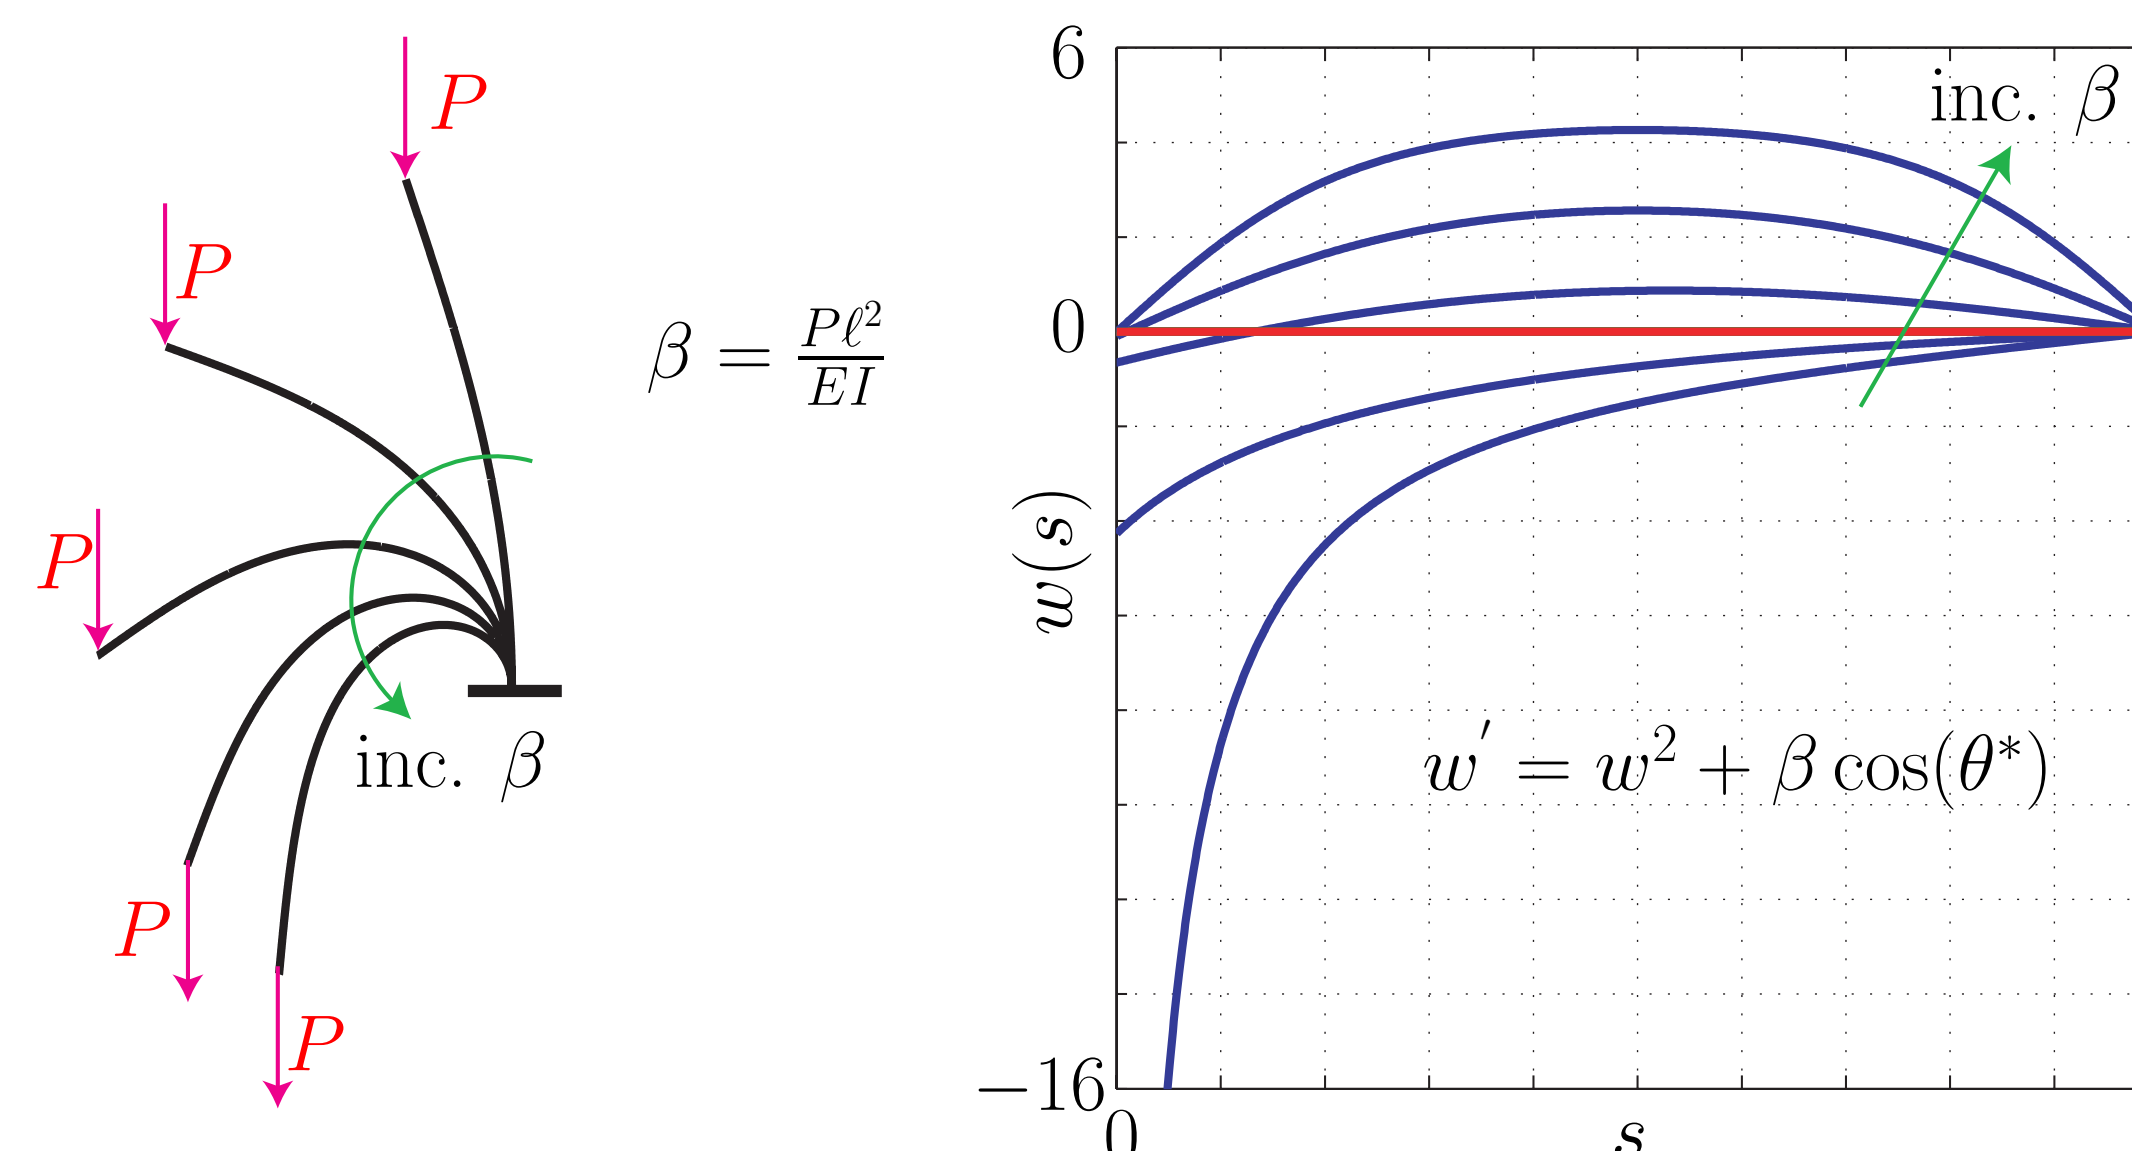 P
P
P
P
P
β = Pℓ²/EI
inc. β
6
0
−16
0
w(s)
s
inc. β
w' = w² + β cos(θ*)